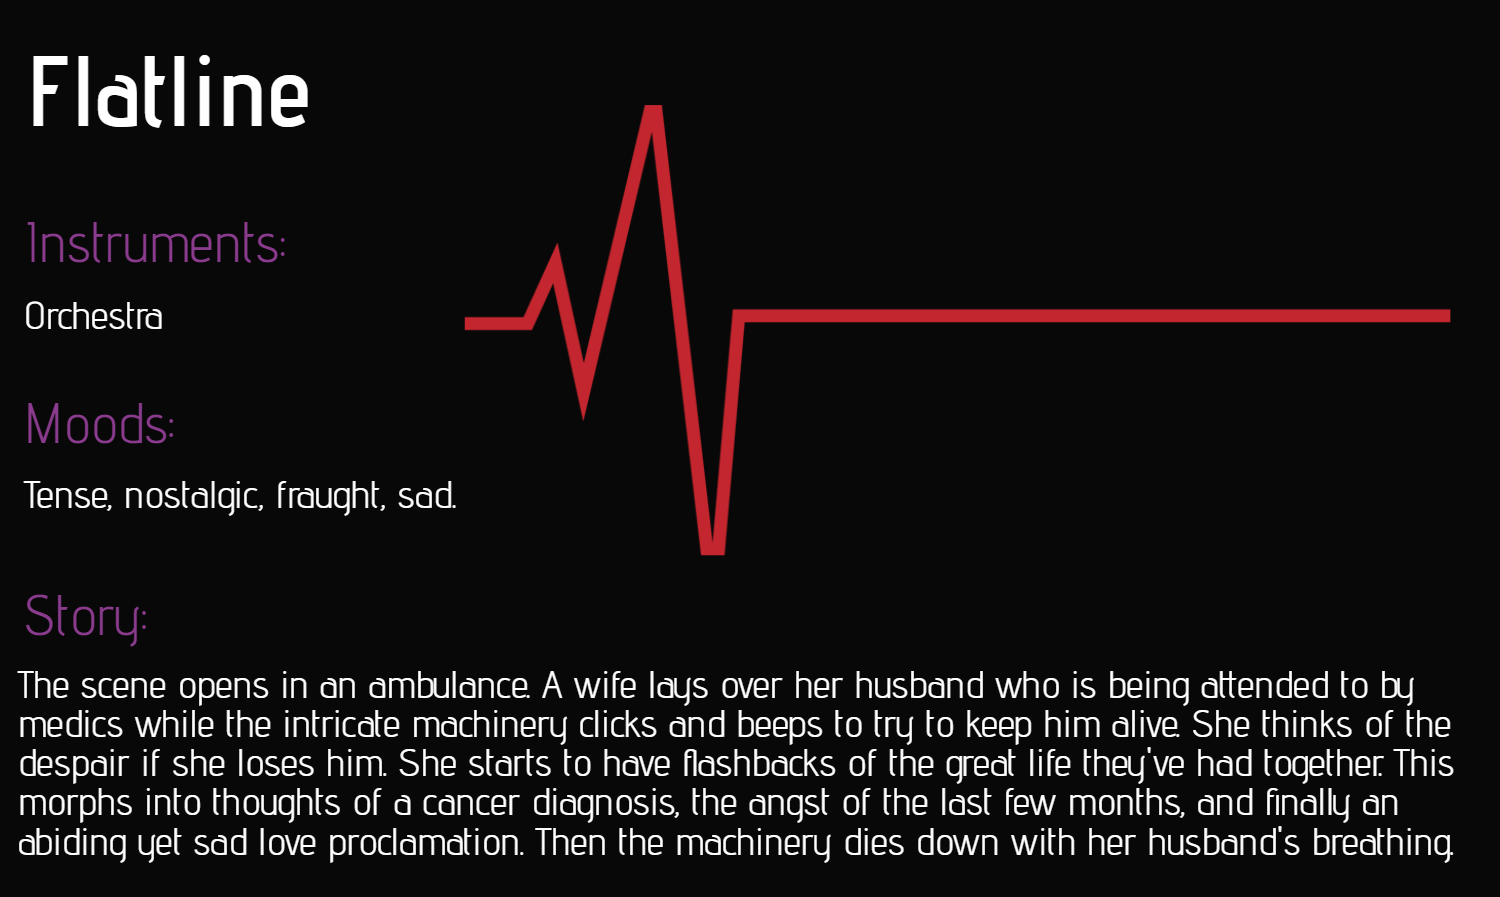 Flatline
Instruments:
Orchestra
Moods:
Tense, nostalgic, fraught, sad.
Story:
The scene opens in an ambulance. A wife lays over her husband who is being attended to by
medics while the intricate machinery clicks and beeps to try to keep him alive. She thinks of the
despair if she loses him. She starts to have flashbacks of the great life they've had together. This
morphs into thoughts of a cancer diagnosis, the angst of the last few months, and finally an
abiding yet sad love proclamation. Then the machinery dies down with her husband's breathing.